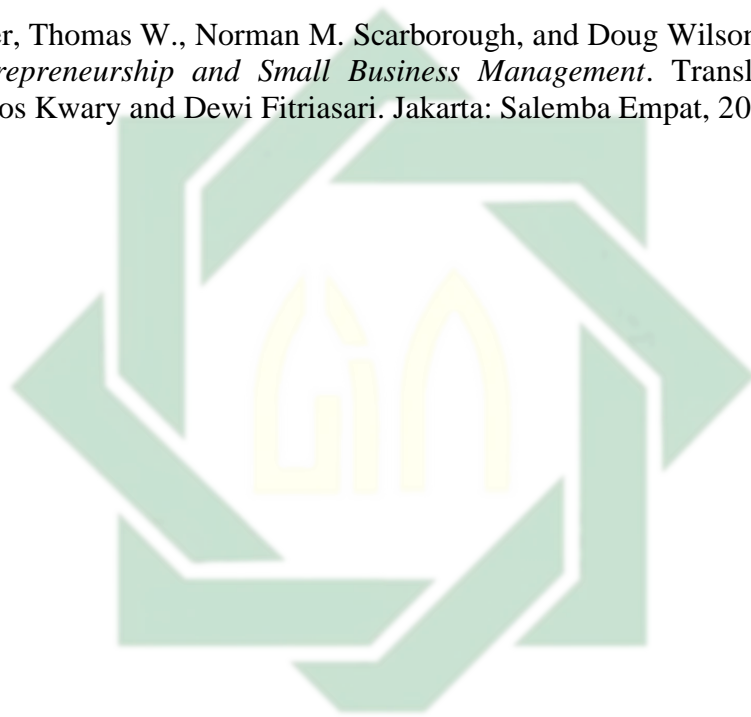 er, Thomas W., Norman M. Scarborough, and Doug Wilson
repreneurship and Small Business Management. Transl
os Kwary and Dewi Fitriasari. Jakarta: Salemba Empat, 20
UIN